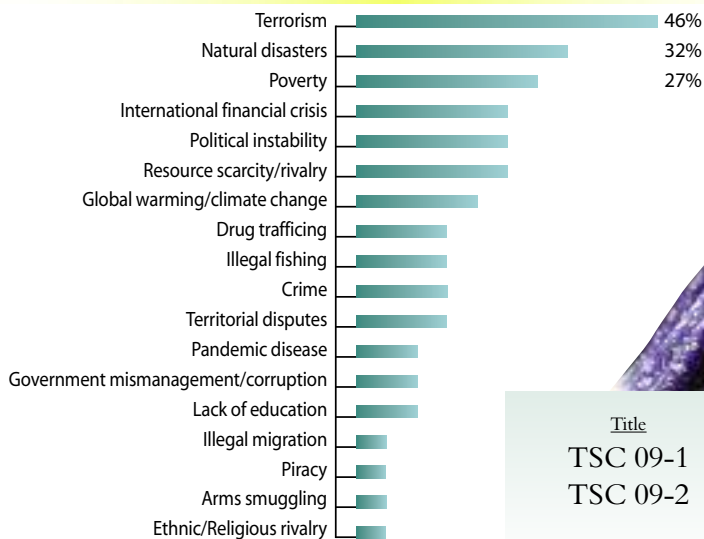 Terrorism 46%
Natural disasters 32%
Poverty 27%
International financial crisis
Political instability
Resource scarcity/rivalry
Global warming/climate change
Drug trafficing
Illegal fishing
Crime
Territorial disputes
Pandemic disease
Government mismanagement/corruption
Lack of education
Illegal migration
Piracy
Arms smuggling
Ethnic/Religious rivalry
Title
TSC 09-1
TSC 09-2